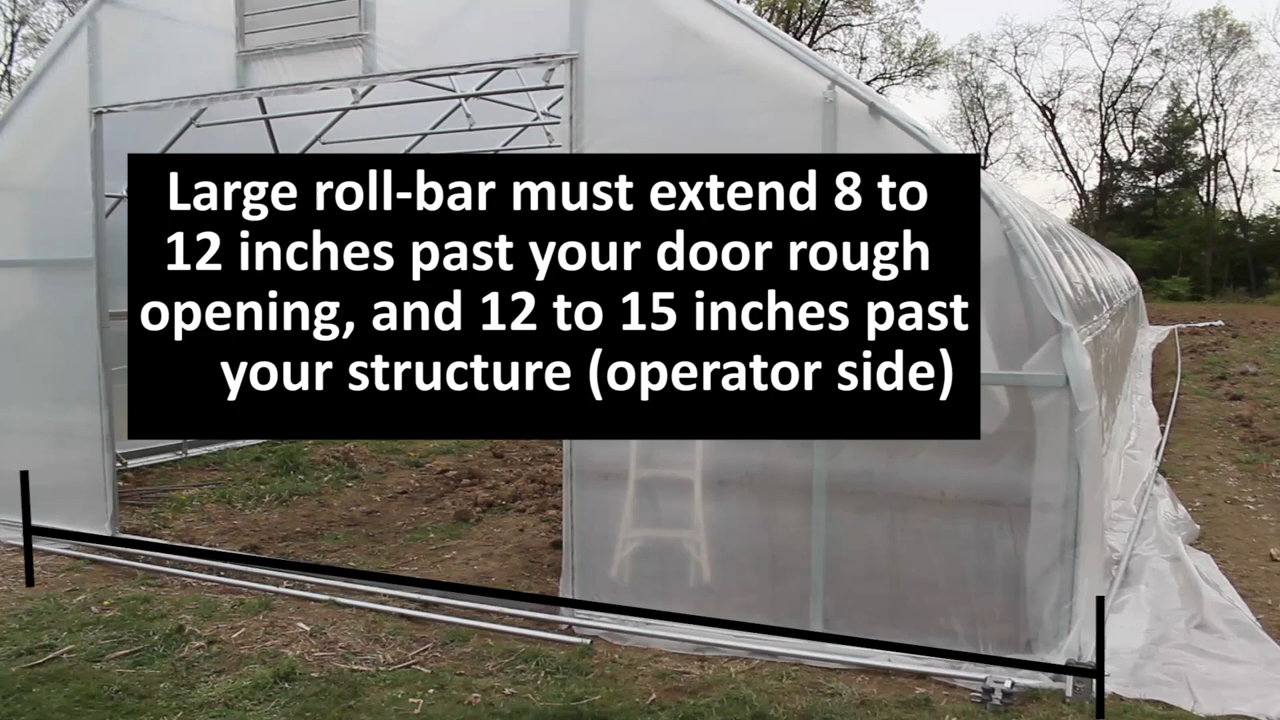 Large roll-bar must extend 8 to
12 inches past your door rough
opening, and 12 to 15 inches past
your structure (operator side)